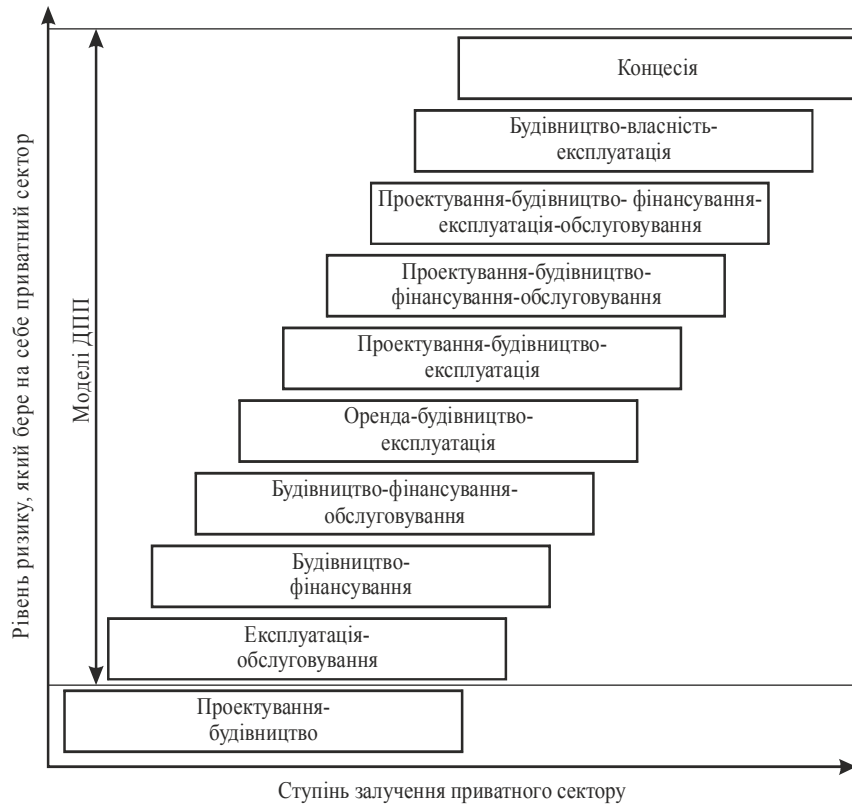 Концесія
Будівництво-власність-
експлуатація
Проектування-будівництво- фінансування-
експлуатація-обслуговування
Проектування-будівництво-
фінансування-обслуговування
Проектування-будівництво-
експлуатація
Оренда-будівництво-
експлуатація
Будівництво-фінансування-
обслуговування
Будівництво-
фінансування
Експлуатація-
обслуговування
Проектування-
будівництво
Моделі ДПП
Рівень ризику, який бере на себе приватний сектор
Ступінь залучення приватного сектору